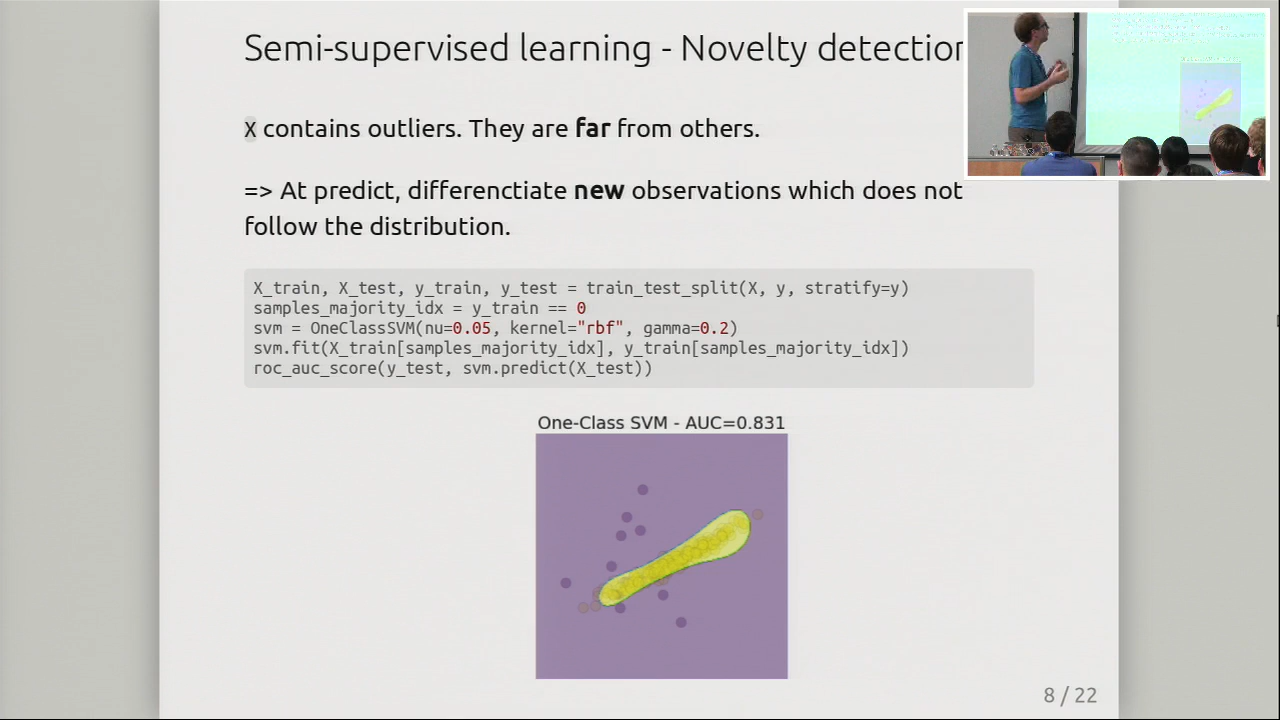 Semi-supervised learning - Novelty detection
X contains outliers. They are far from others.
=> At predict, differenctiate new observations which does not
follow the distribution.
X_train, X_test, y_train, y_test = train_test_split(X, y, stratify=y)
samples_majority_idx = y_train == 0
svm = OneClassSVM(nu=0.05, kernel="rbf", gamma=0.2)
svm.fit(X_train[samples_majority_idx], y_train[samples_majority_idx])
roc_auc_score(y_test, svm.predict(X_test))
One-Class SVM - AUC=0.831
8 / 22